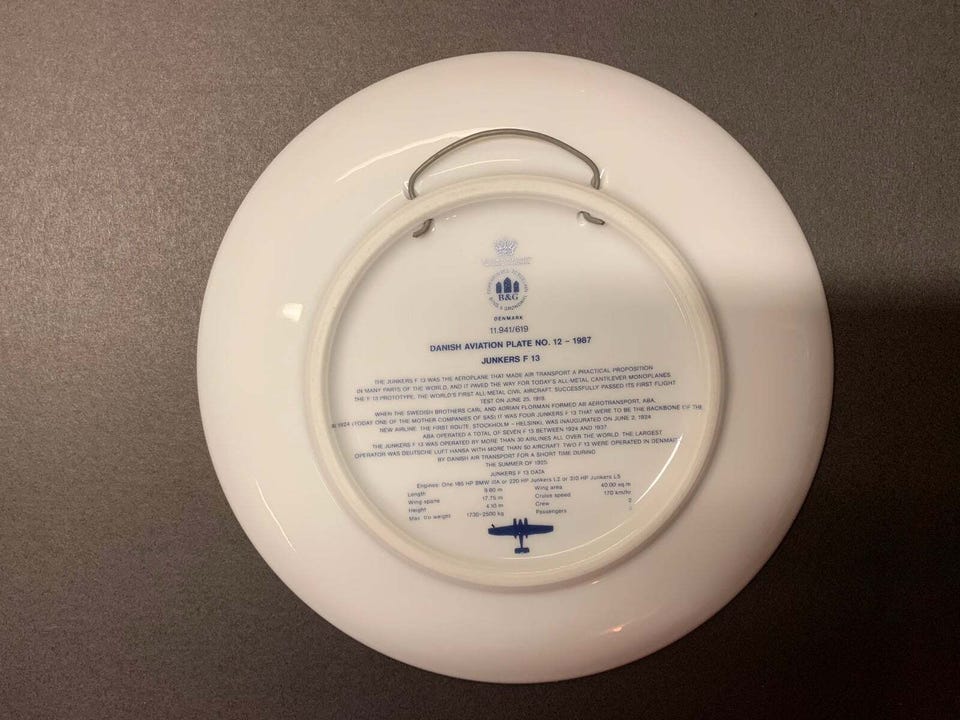 B&G
DENMARK
11.941/619
DANISH AVIATION PLATE NO. 12 - 1987
JUNKERS F 13
THE JUNKERS F 13 WAS THE AEROPLANE THAT MADE AIR TRANSPORT A PRACTICAL PROPOSITION
IN MANY PARTS OF THE WORLD, AND IT PAVED THE WAY FOR TODAY'S ALL-METAL CANTILEVER MONOPLANES.
THE F 13 PROTOTYPE, THE WORLD'S FIRST ALL-METAL CIVIL AIRCRAFT, SUCCESSFULLY PASSED ITS FIRST FLIGHT
TEST ON JUNE 25, 1919.
WHEN THE SWEDISH BROTHERS CARL AND ADRIAN FLORMAN FORMED AB AEROTRANSPORT, ABA,
IN 1924 (TODAY ONE OF THE MOTHER COMPANIES OF SAS) IT WAS FOUR JUNKERS F 13 THAT WERE TO BE THE BACKBONE OF THE
NEW AIRLINE. THE FIRST ROUTE, STOCKHOLM - HELSINKI, WAS INAUGURATED ON JUNE 2, 1924.
ABA OPERATED A TOTAL OF SEVEN F 13 BETWEEN 1924 AND 1937.
THE JUNKERS F 13 WAS OPERATED BY MORE THAN 30 AIRLINES ALL OVER THE WORLD. THE LARGEST
OPERATOR WAS DEUTSCHE LUFT HANSA WITH MORE THAN 50 AIRCRAFT. TWO F 13 WERE OPERATED IN DENMARK
BY DANISH AIR TRANSPORT FOR A SHORT TIME DURING
THE SUMMER OF 1925.
JUNKERS F 13 DATA
Engines: One 185 HP BMW IIIA or 220 HP Junkers L2 or 310 HP Junkers L5
Length 9.60 m Wing area 40.00 sq.m
Wing spans 17.75 m Cruise speed 170 km/hr
Height 4.10 m Crew 2
Max. t/o weight 1730-2500 kg Passengers